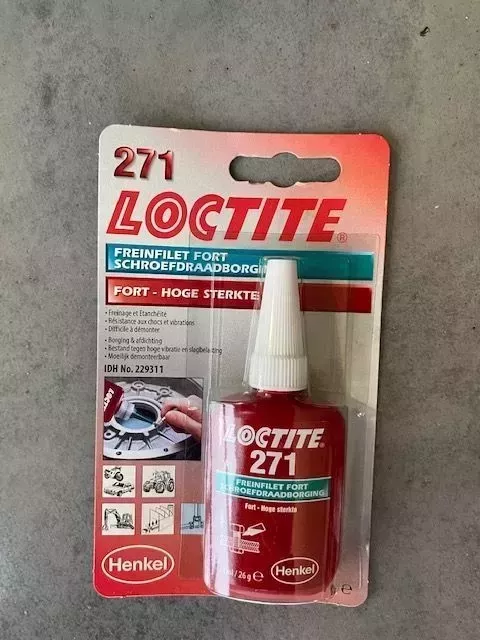 271
LOCTITE®
FREINFILET FORT
SCHROEFDRAADBORGI
FORT - HOGE STERKTE
• Freinage et Etanchéité
• Résistance aux chocs et vibrations
• Difficile à démonter
• Borging & afdichting
• Bestand tegen hoge vibratie en slagbelasting
• Moeilijk demonteerbaar
IDH No. 229311
LOCTITE
271
FREINFILET FORT
SCHROEFDRAADBORGING
Fort - Hoge sterkte
ml / 26 g ℮
Henkel
Henkel